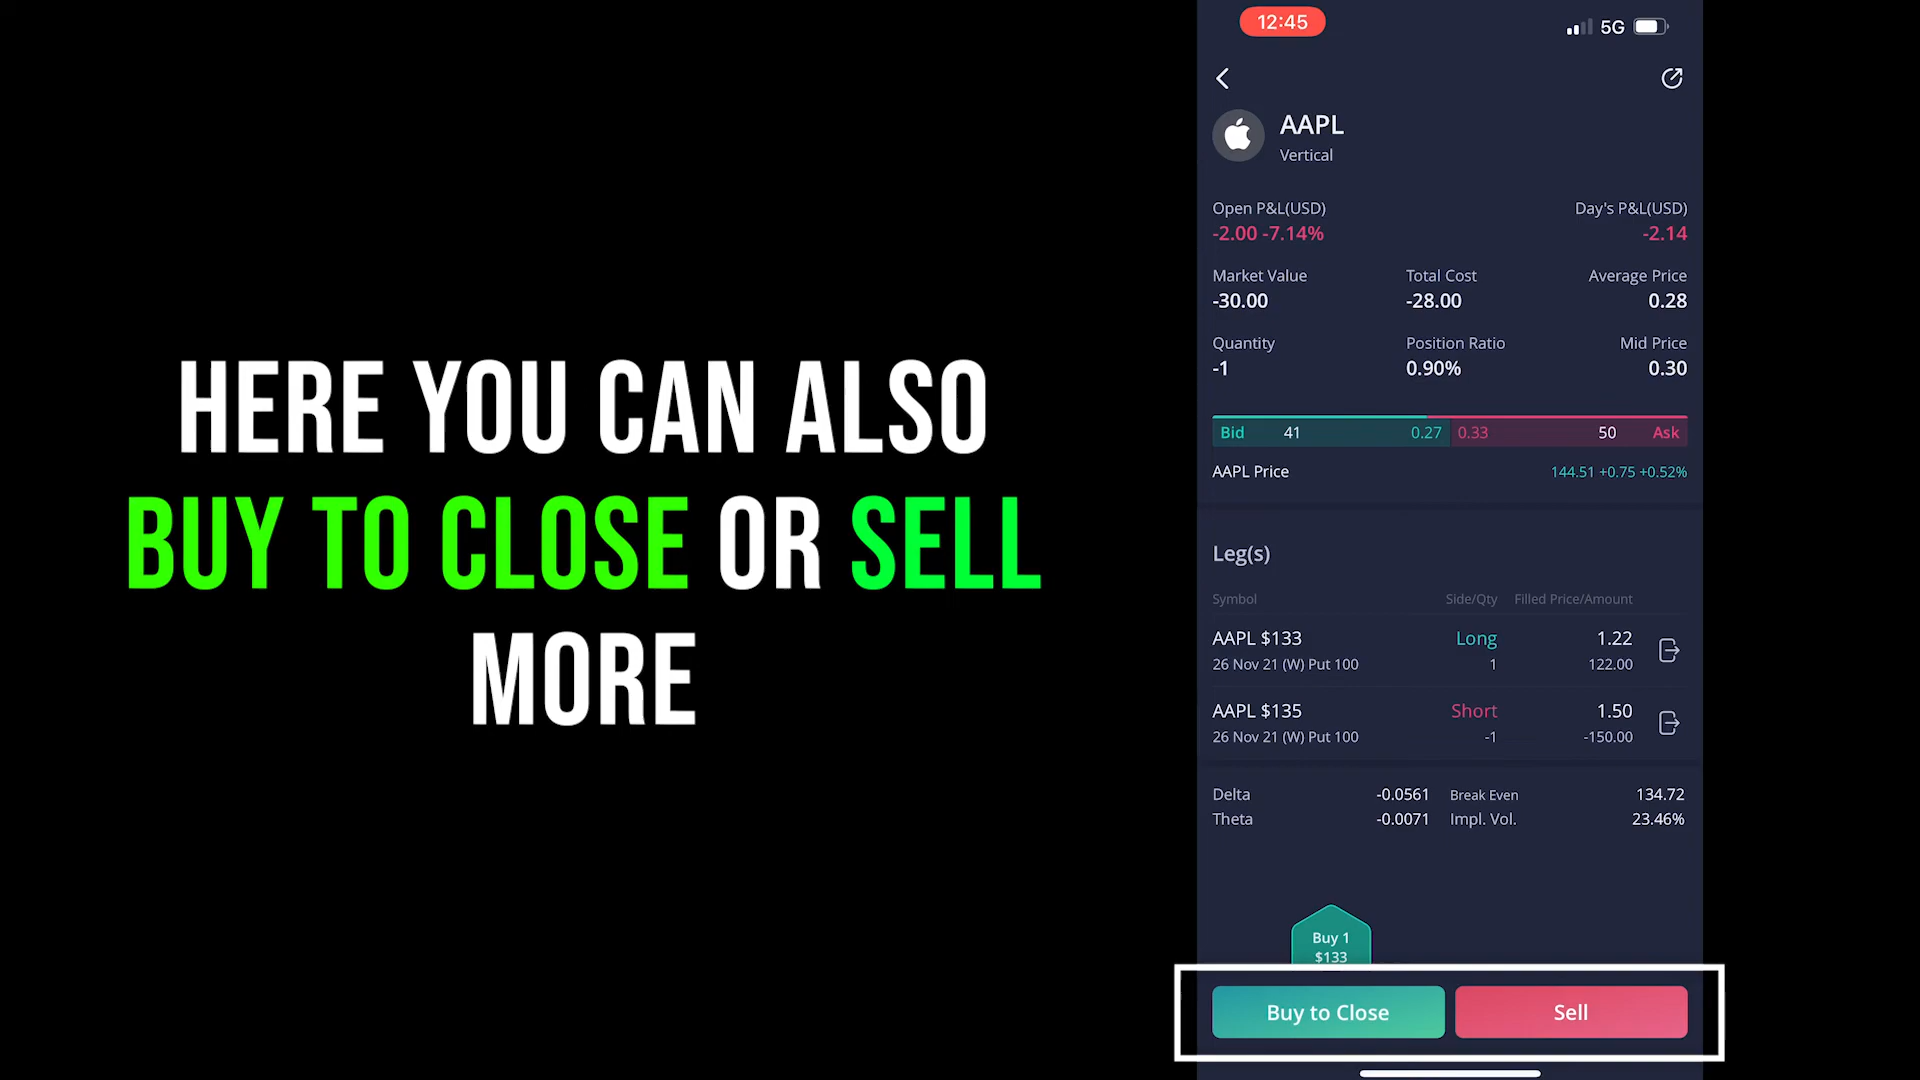 HERE YOU CAN ALSO
BUY TO CLOSE OR SELL
MORE
12:45
5G
AAPL
Vertical
Open P&L(USD) Day's P&L(USD)
-2.00 -7.14% -2.14
Market Value Total Cost Average Price
-30.00 -28.00 0.28
Quantity Position Ratio Mid Price
-1 0.90% 0.30
Bid 41 0.27 0.33 50 Ask
AAPL Price 144.51 +0.75 +0.52%
Leg(s)
Symbol Side/Qty Filled Price/Amount
AAPL $133 Long 1.22
26 Nov 21 (W) Put 100 1 122.00
AAPL $135 Short 1.50
26 Nov 21 (W) Put 100 -1 -150.00
Delta -0.0561 Break Even 134.72
Theta -0.0071 Impl. Vol. 23.46%
Buy 1
$133
Buy to Close Sell